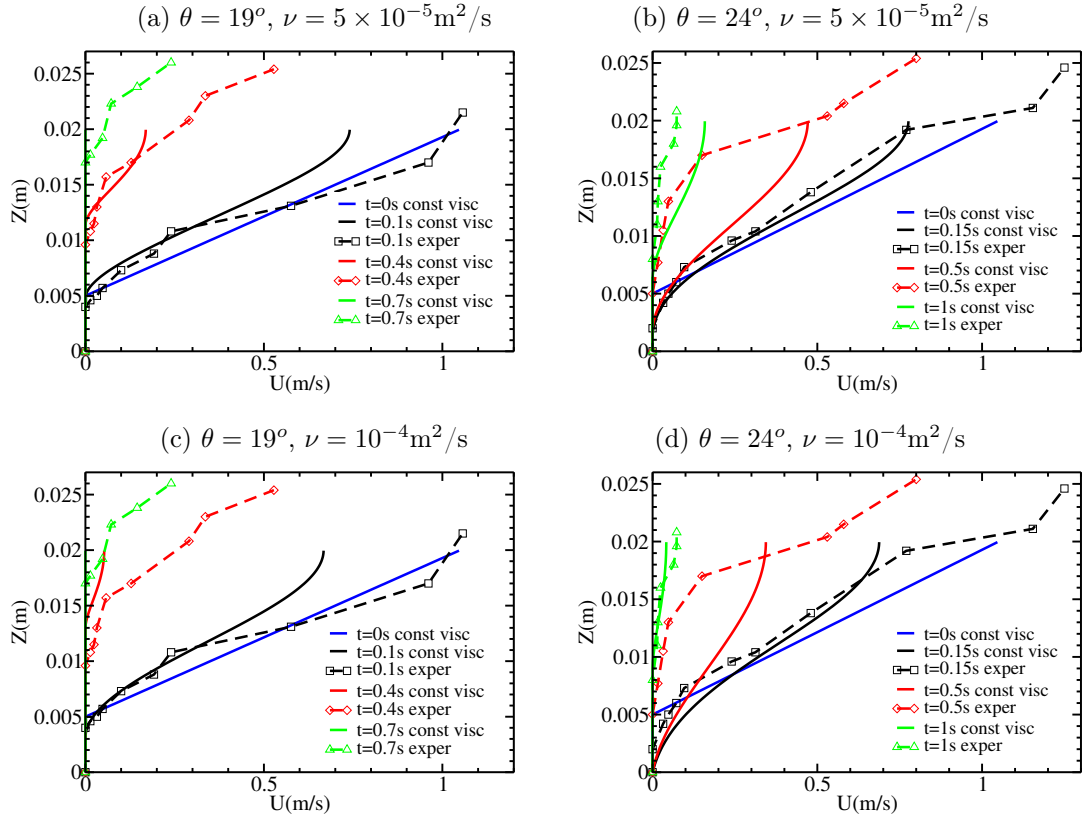 (a) θ = 19°, ν = 5 × 10⁻⁵m²/s
Z(m)
0.025
0.02
0.015
0.01
0.005
0
0
0.5
1
U(m/s)
t=0s const visc
t=0.1s const visc
t=0.1s exper
t=0.4s const visc
t=0.4s exper
t=0.7s const visc
t=0.7s exper
(b) θ = 24°, ν = 5 × 10⁻⁵m²/s
Z(m)
0.025
0.02
0.015
0.01
0.005
0
0
0.5
1
U(m/s)
t=0s const visc
t=0.15s const visc
t=0.15s exper
t=0.5s const visc
t=0.5s exper
t=1s const visc
t=1s exper
(c) θ = 19°, ν = 10⁻⁴m²/s
Z(m)
0.025
0.02
0.015
0.01
0.005
0
0
0.5
1
U(m/s)
t=0s const visc
t=0.1s const visc
t=0.1s exper
t=0.4s const visc
t=0.4s exper
t=0.7s const visc
t=0.7s exper
(d) θ = 24°, ν = 10⁻⁴m²/s
Z(m)
0.025
0.02
0.015
0.01
0.005
0
0
0.5
1
U(m/s)
t=0s const visc
t=0.15s const visc
t=0.15s exper
t=0.5s const visc
t=0.5s exper
t=1s const visc
t=1s exper